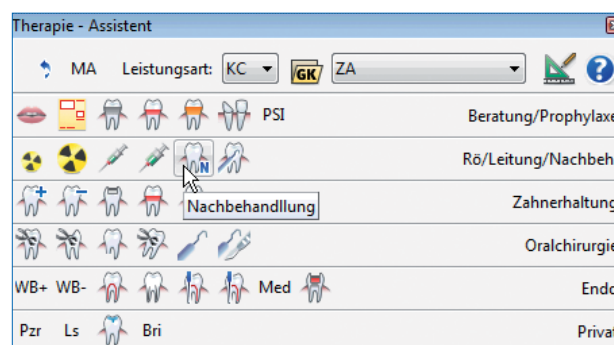 Therapie - Assistent
MA Leistungsart: KC GK ZA ?
PSI Beratung/Prophylaxe
N Rö/Leitung/Nachbeh
Zahnerhaltung
Nachbehandllung
Oralchirurgie
WB+ WB- Med Endo
Pzr Ls Bri Privat